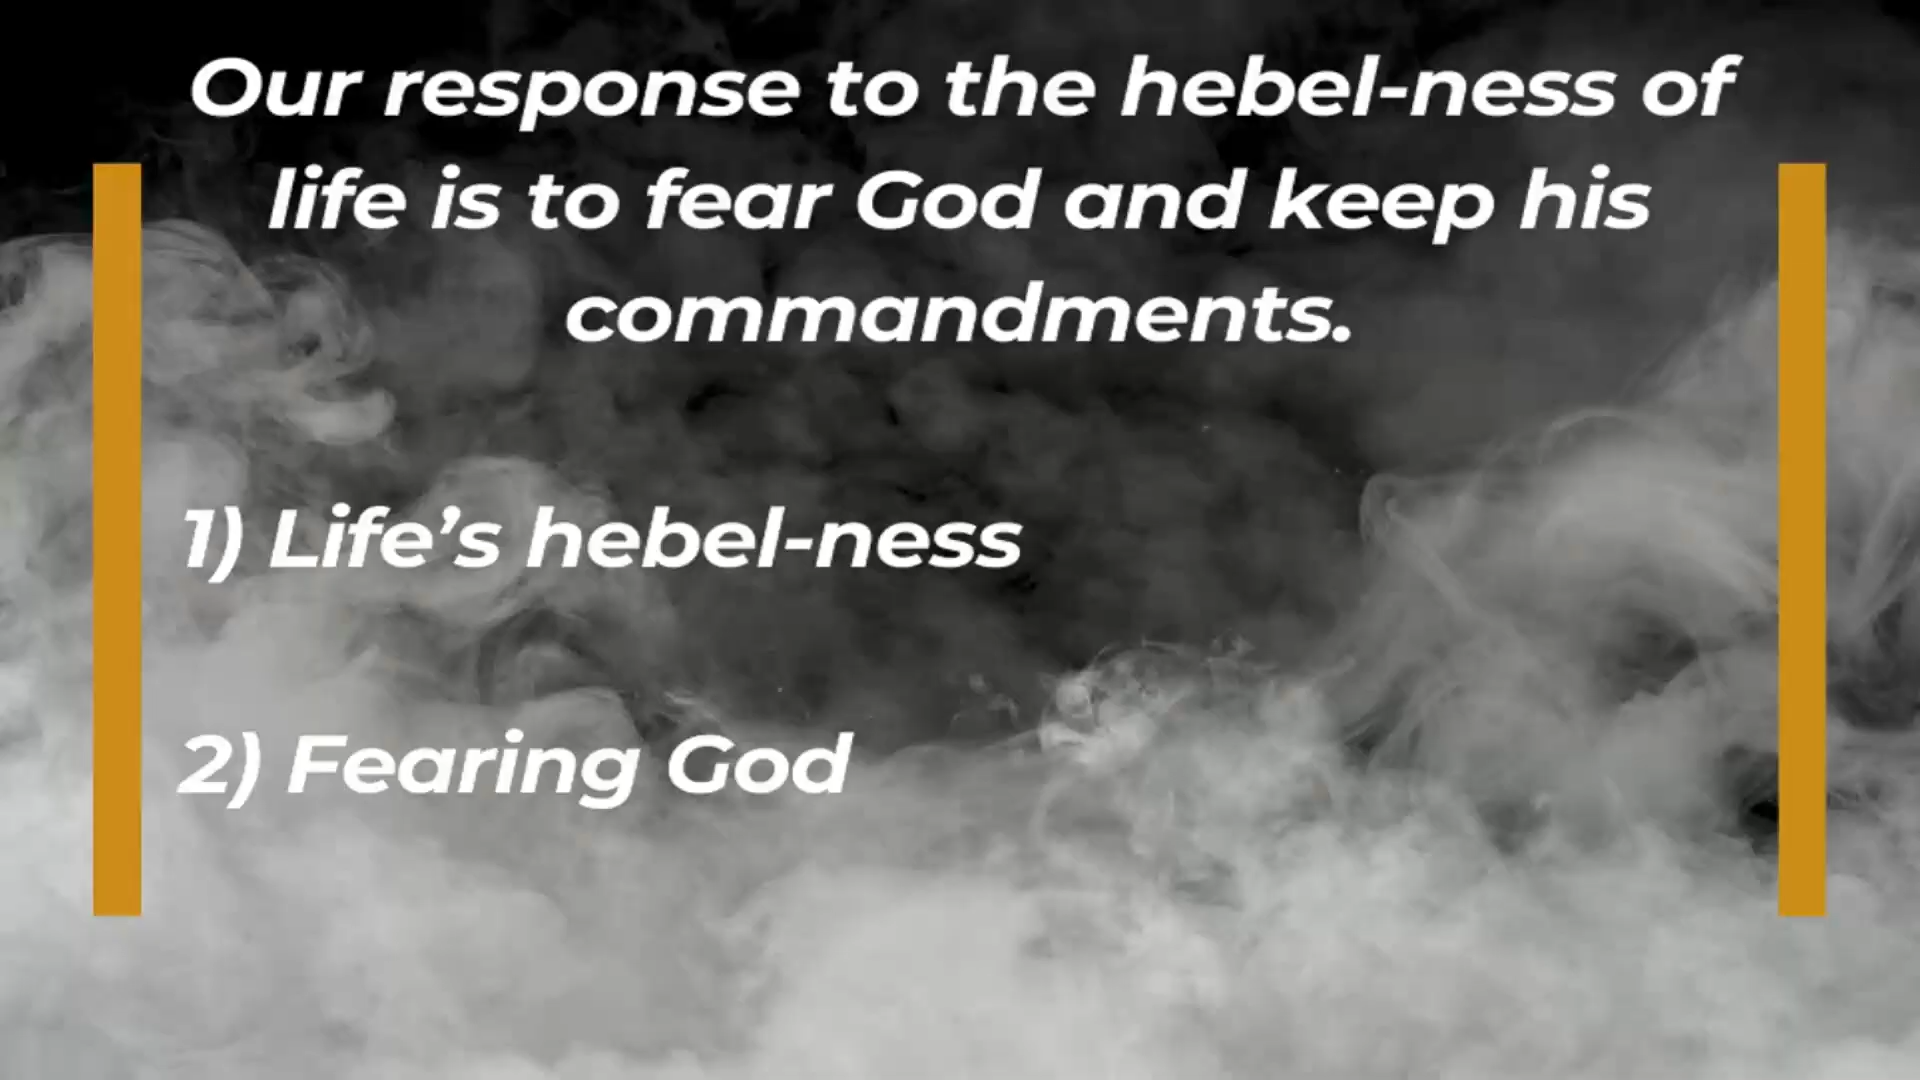 Our response to the hebel-ness of
life is to fear God and keep his
commandments.
1) Life’s hebel-ness
2) Fearing God